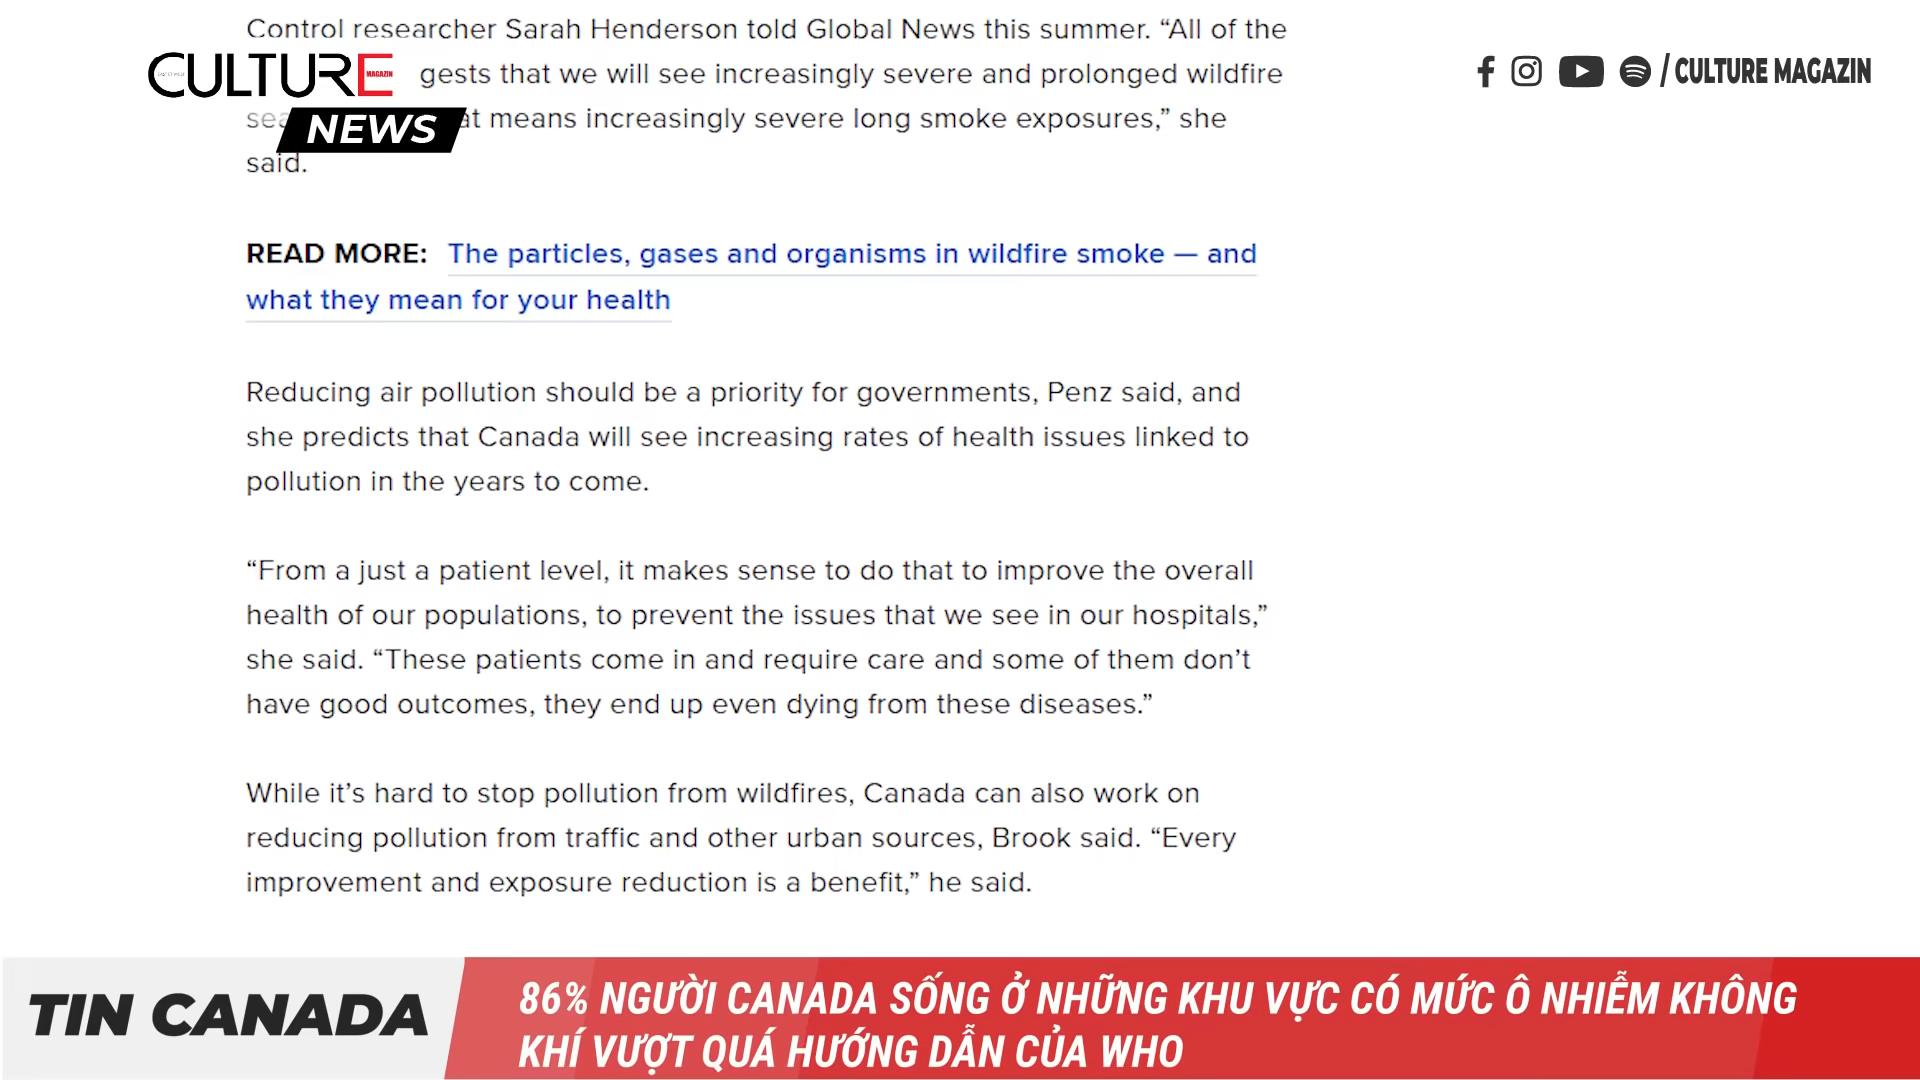 Control researcher Sarah Henderson told Global News this summer. “All of the
gests that we will see increasingly severe and prolonged wildfire
at means increasingly severe long smoke exposures,” she
said.
CULTURE
MAGAZIN
NEWS
/ CULTURE MAGAZIN
READ MORE: The particles, gases and organisms in wildfire smoke — and
what they mean for your health
Reducing air pollution should be a priority for governments, Penz said, and
she predicts that Canada will see increasing rates of health issues linked to
pollution in the years to come.
“From a just a patient level, it makes sense to do that to improve the overall
health of our populations, to prevent the issues that we see in our hospitals,”
she said. “These patients come in and require care and some of them don’t
have good outcomes, they end up even dying from these diseases.”
While it’s hard to stop pollution from wildfires, Canada can also work on
reducing pollution from traffic and other urban sources, Brook said. “Every
improvement and exposure reduction is a benefit,” he said.
TIN CANADA
86% NGƯỜI CANADA SỐNG Ở NHỮNG KHU VỰC CÓ MỨC Ô NHIỄM KHÔNG
KHÍ VƯỢT QUÁ HƯỚNG DẪN CỦA WHO